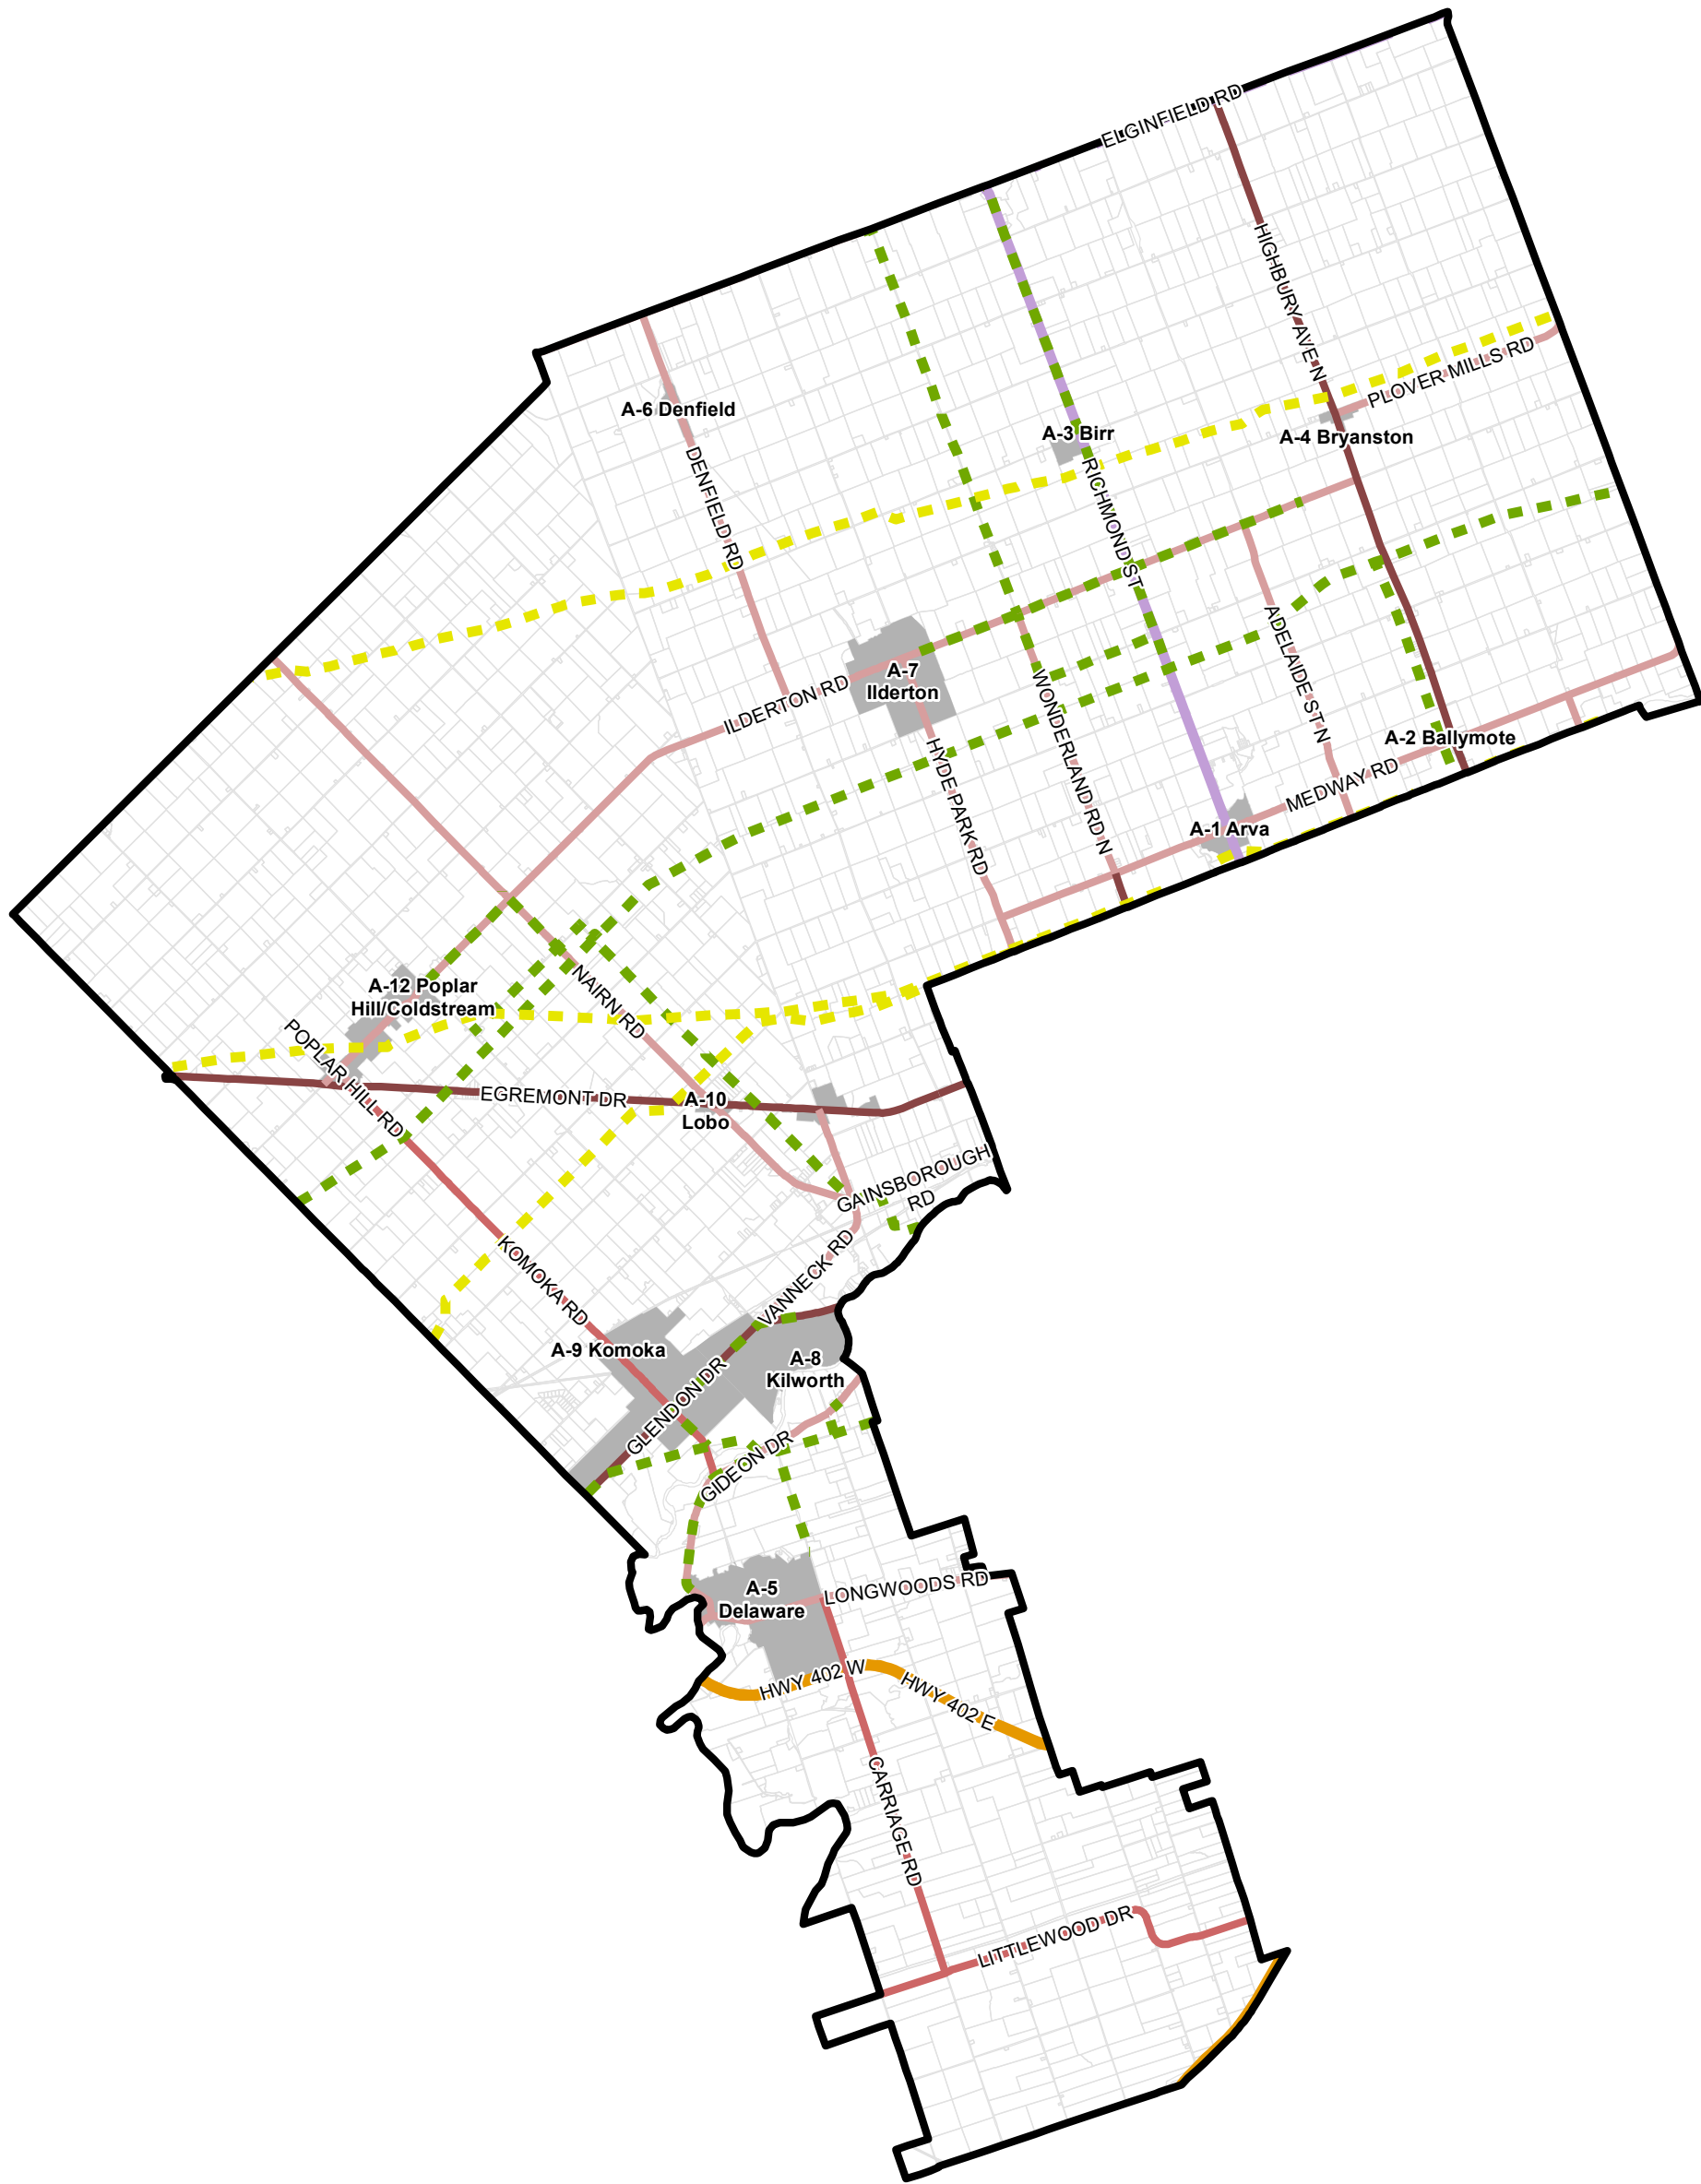 ELGINFIELD RD
HIGHBURY AVE N
PLOVER MILLS RD
A-6 Denfield
A-3 Birr
A-4 Bryanston
DENFIELD RD
RICHMOND ST
ADELAIDE ST N
A-7
Ilderton
ILDERTON RD
WONDERLAND RD N
HYDE PARK RD
A-2 Ballymote
MEDWAY RD
A-1 Arva
A-12 Poplar
Hill/Coldstream
NAIRN RD
POPLAR HILL RD
EGREMONT DR
A-10
Lobo
GAINSBOROUGH
RD
KOMOKA RD
VANNECK RD
A-9 Komoka
A-8
Kilworth
GLENDON DR
GIDEON DR
A-5
Delaware
LONGWOODS RD
HWY 402 W
HWY 402 E
CARRIAGE RD
LITTLEWOOD DR